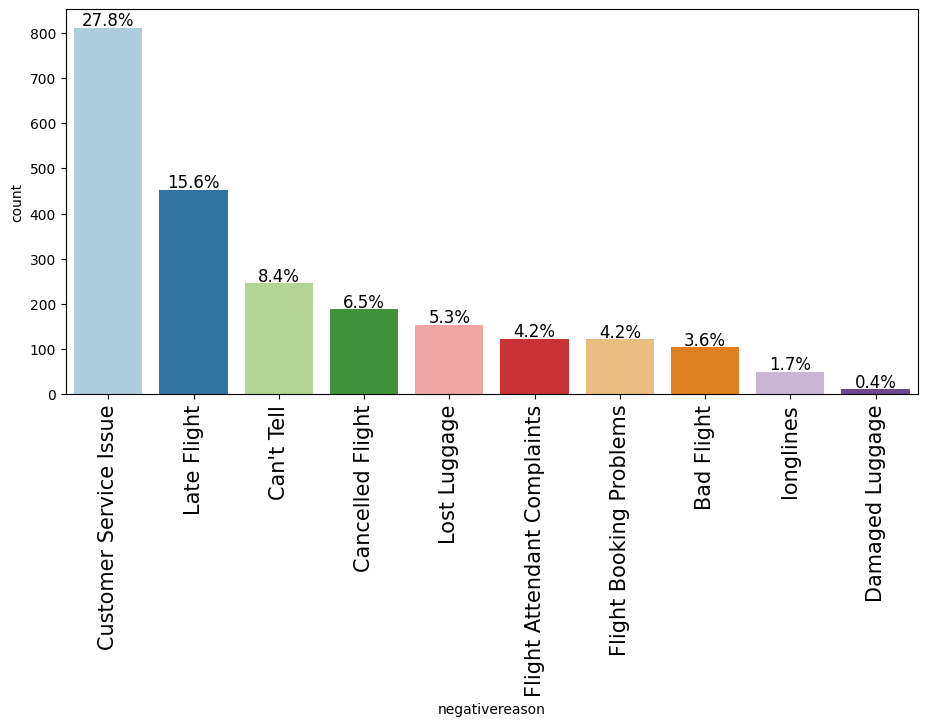 27.8%
15.6%
8.4%
6.5%
5.3%
4.2%
4.2%
3.6%
1.7%
0.4%
800
700
600
500
400
300
200
100
0
count
Customer Service Issue
Late Flight
Can't Tell
Cancelled Flight
Lost Luggage
Flight Attendant Complaints
Flight Booking Problems
Bad Flight
longlines
Damaged Luggage
negativereason